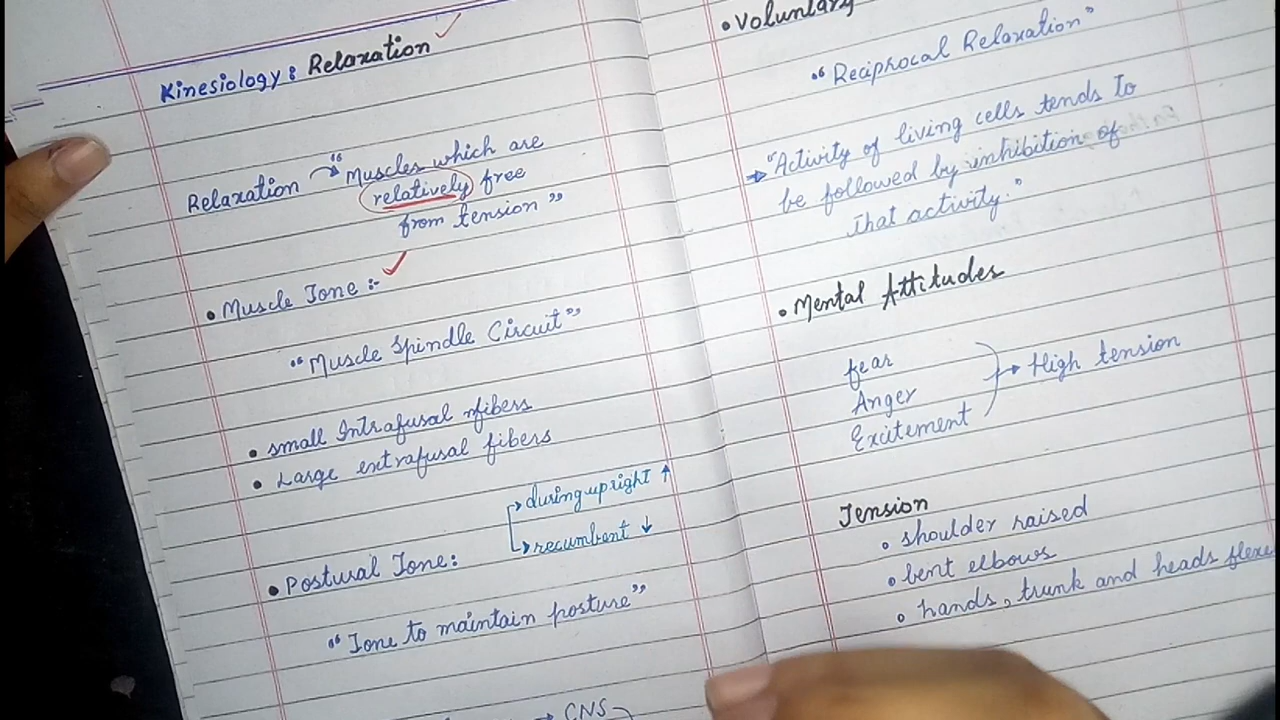 Kinesiology: Relaxation
Relaxation → "Muscles which are
relatively free
from tension"
• Muscle Tone :-
"Muscle Spindle Circuit"
• small Intrafusal fibers
• Large extrafusal fibers
during upright ↑
recumbent ↓
• Postural Tone:
"Tone to maintain posture"
→ CNS
• Voluntary
"Reciprocal Relaxation"
→ "Activity of living cells tends to
be followed by inhibition of
that activity."
• Mental Attitudes
fear
Anger → High tension
Excitement
Tension
• shoulder raised
• bent elbows
• hands, trunk and heads